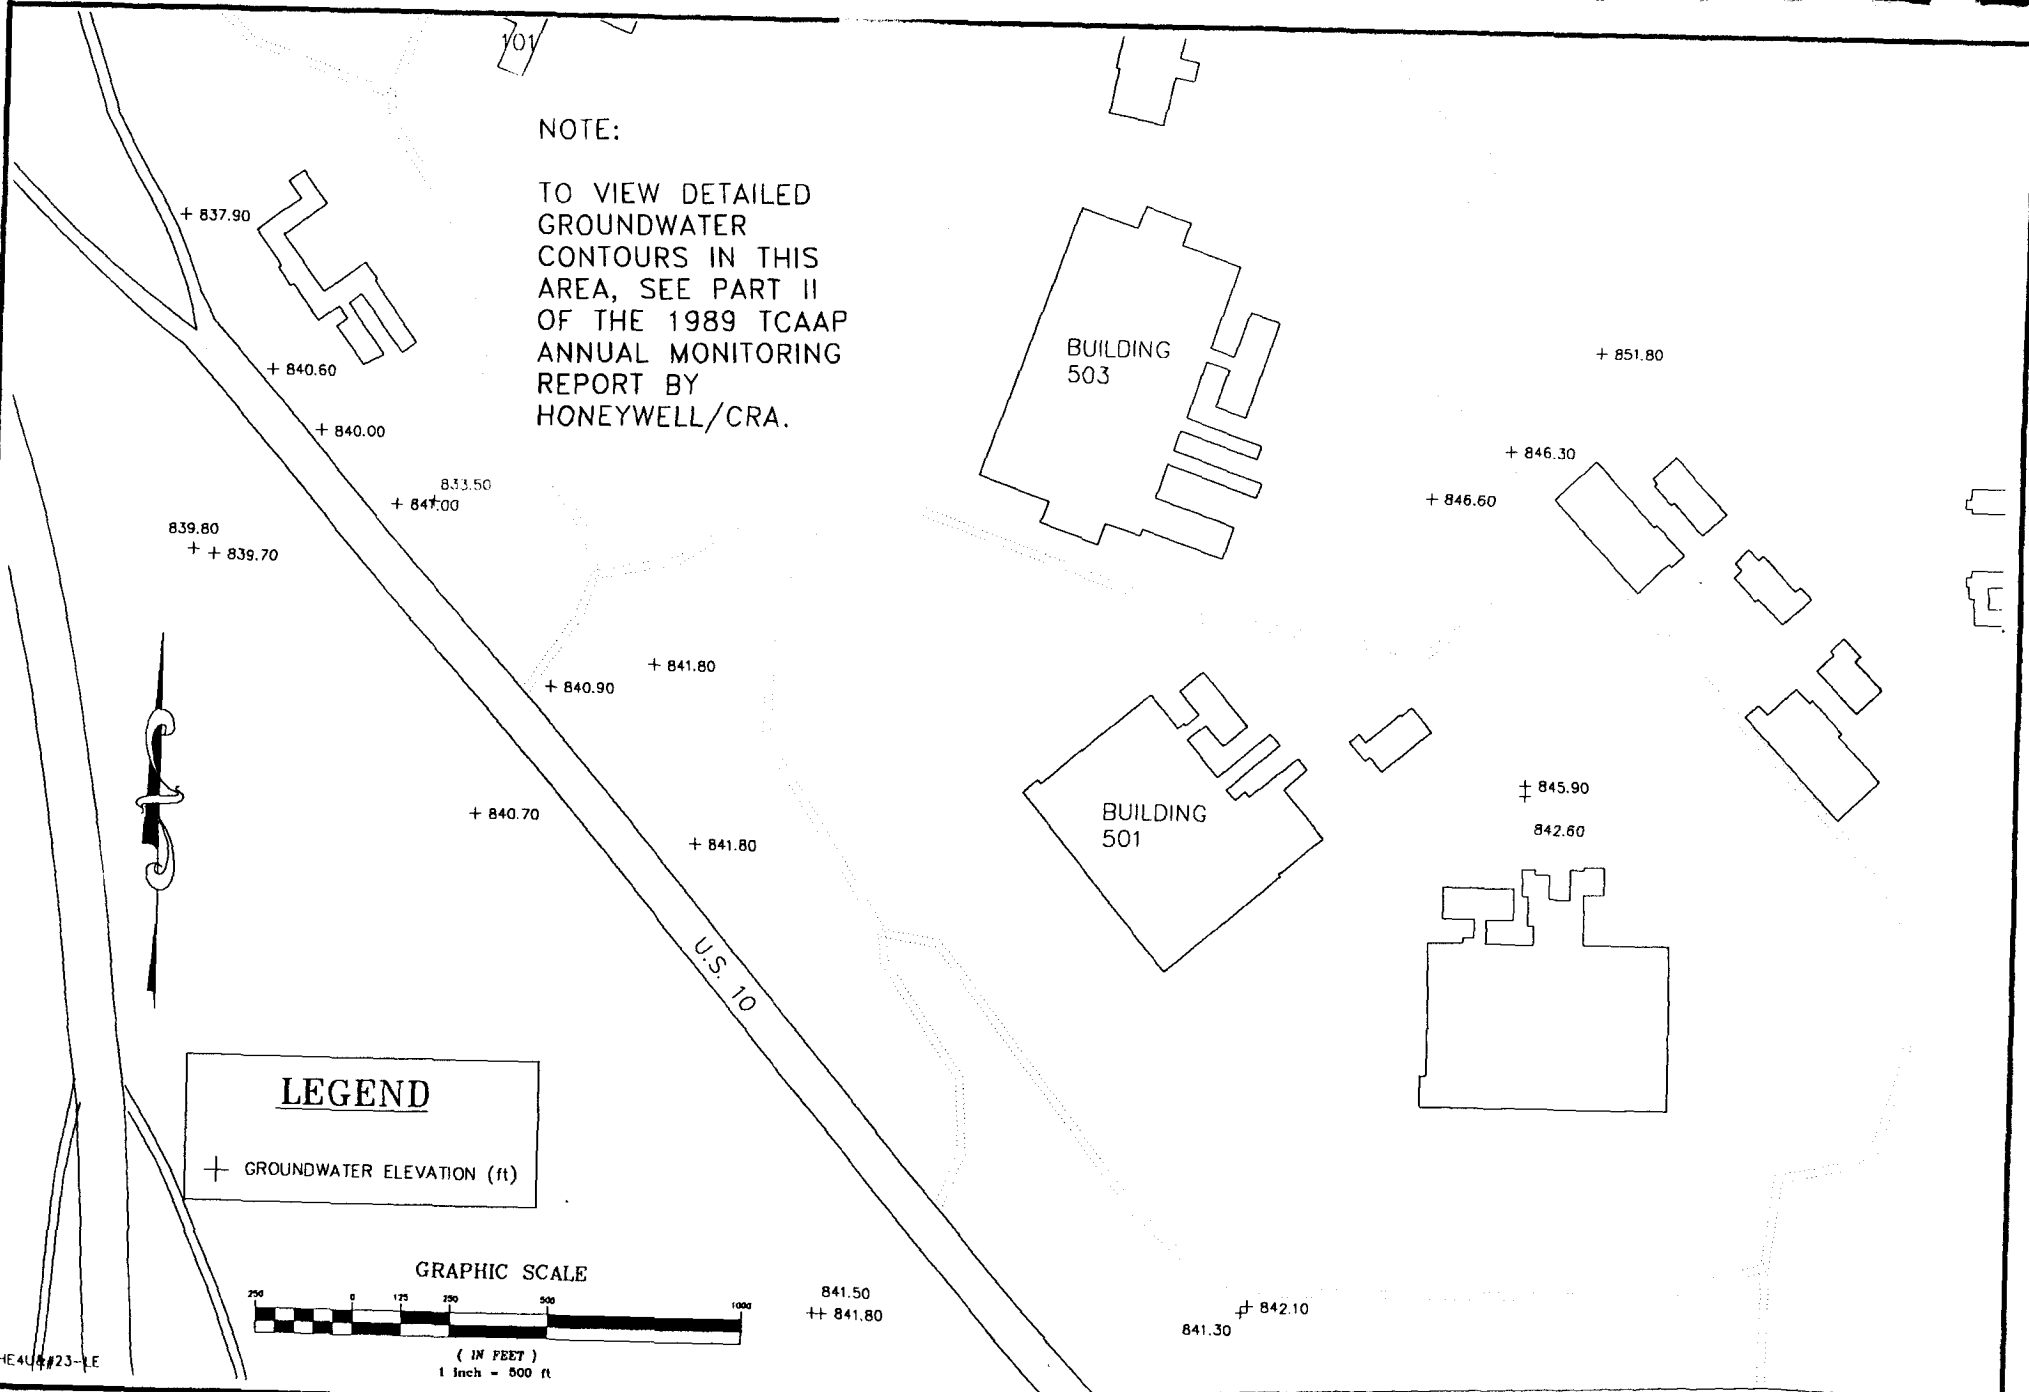 101
NOTE:
TO VIEW DETAILED
GROUNDWATER
CONTOURS IN THIS
AREA, SEE PART II
OF THE 1989 TCAAP
ANNUAL MONITORING
REPORT BY
HONEYWELL/CRA.
+ 837.90
BUILDING
503
+ 851.80
+ 840.60
+ 840.00
+ 846.30
833.50
+ 846.60
839.80
+ + 839.70
+ 841.80
+ 840.90
+ 845.90
842.60
+ 840.70
BUILDING
501
+ 841.80
U.S. 10
LEGEND
+ GROUNDWATER ELEVATION (ft)
GRAPHIC SCALE
250 0 125 250 500 1000
( IN FEET )
1 inch = 500 ft
841.50
++ 841.80
+ 842.10
841.30